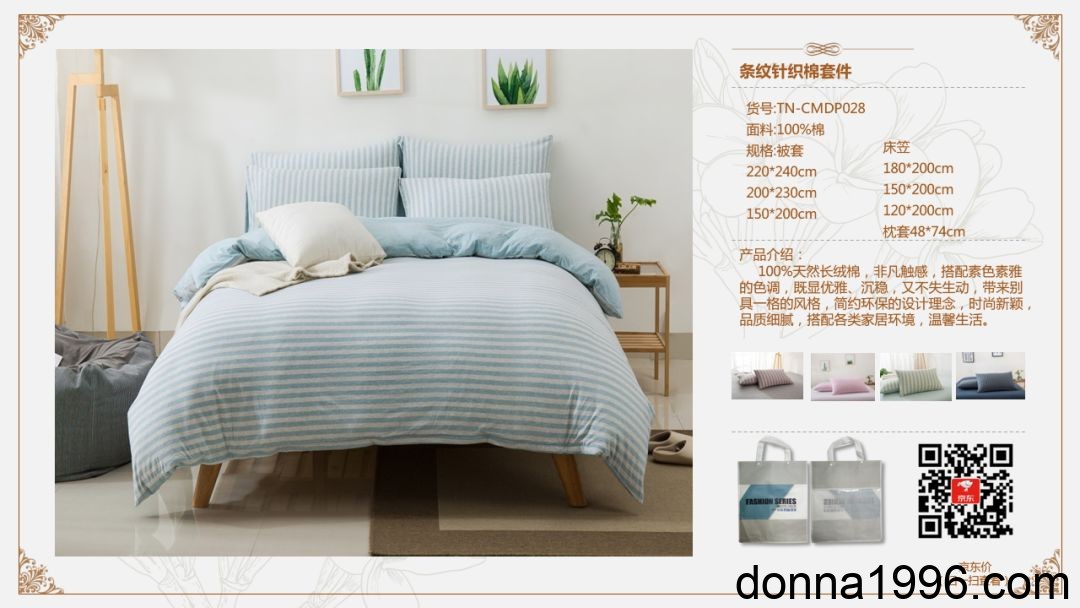 条纹针织棉套件
货号:TN-CMDP028
面料:100%棉
规格:被套
220*240cm
200*230cm
150*200cm
床笠
180*200cm
150*200cm
120*200cm
枕套48*74cm
产品介绍：
100%天然长绒棉，非凡触感，搭配素色素雅
的色调，既显优雅、沉稳，又不失生动，带来别
具一格的风格，简约环保的设计理念，时尚新颖，
品质细腻，搭配各类家居环境，温馨生活。
FASHION SERIES
京东
京东价
扫查看
donna1996.com